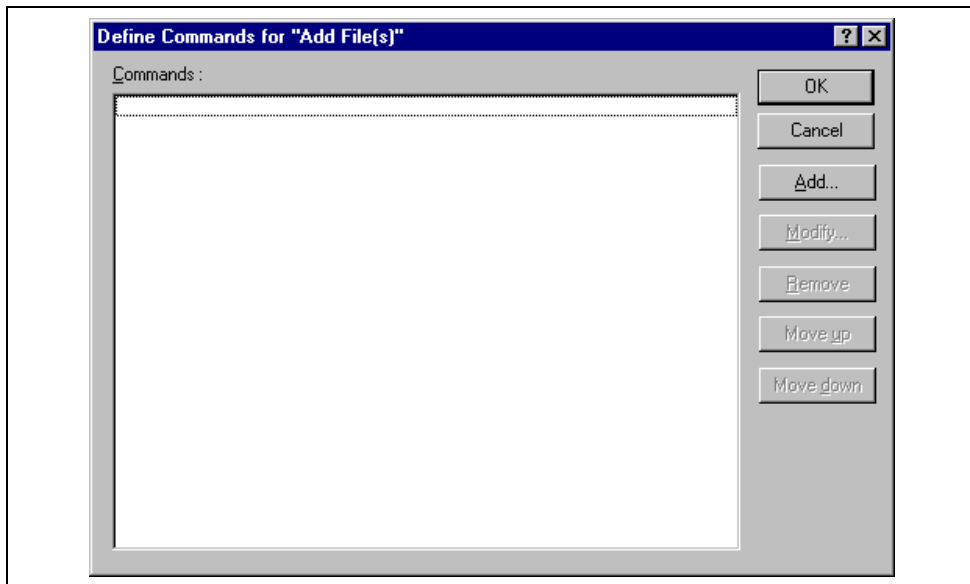 Define Commands for "Add File(s)"
Commands :
OK
Cancel
Add...
Modify...
Remove
Move up
Move down